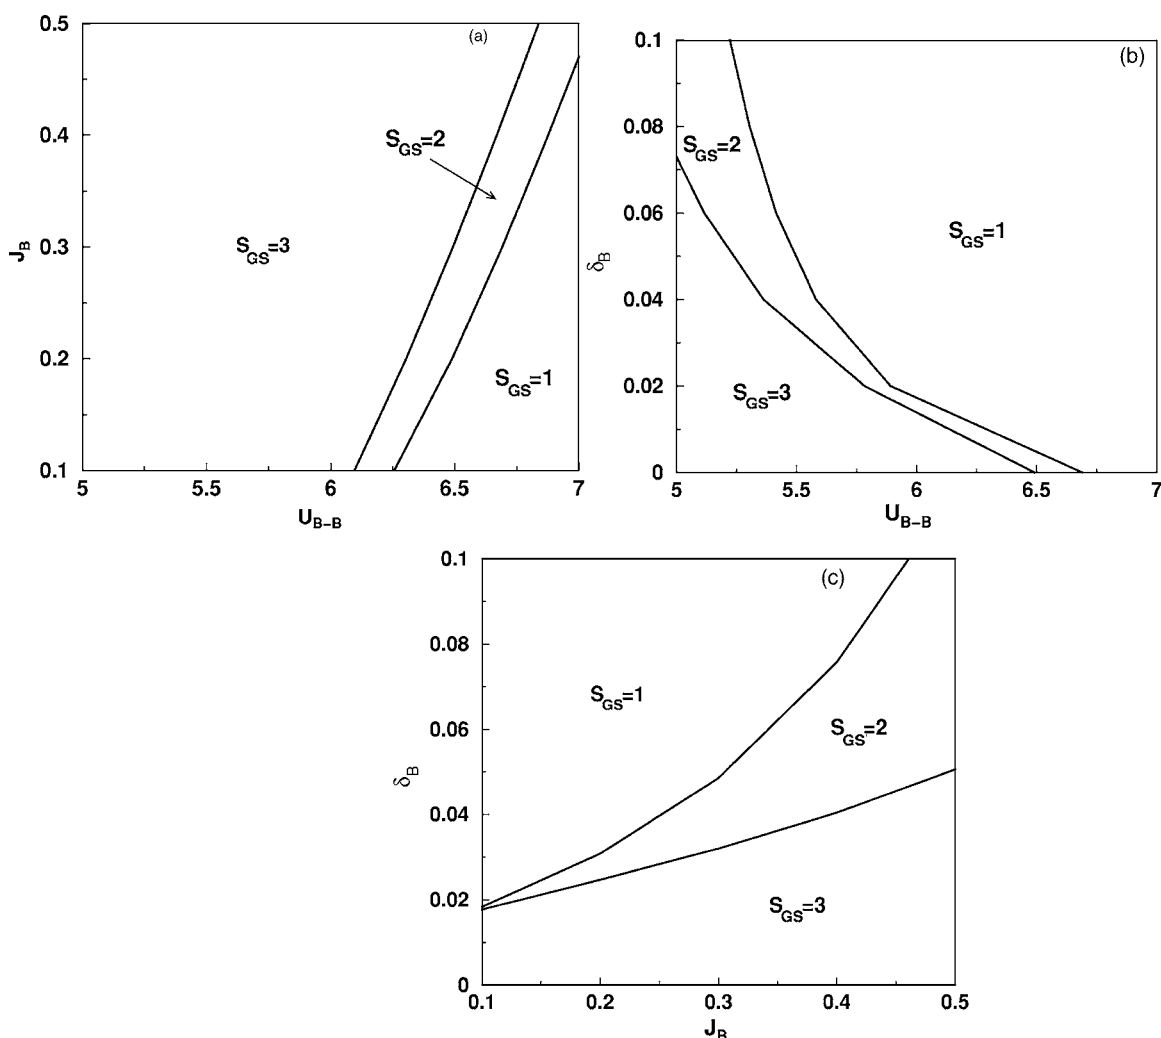 (a)
0.5
0.4
0.3
0.2
0.1
J_B
S_GS=2
S_GS=3
S_GS=1
5 5.5 6 6.5 7
U_B−B
(b)
0.1
0.08
0.06
0.04
0.02
0
δ_B
S_GS=2
S_GS=1
S_GS=3
5 5.5 6 6.5 7
U_B−B
(c)
0.1
0.08
0.06
0.04
0.02
0
δ_B
S_GS=1
S_GS=2
S_GS=3
0.1 0.2 0.3 0.4 0.5
J_B